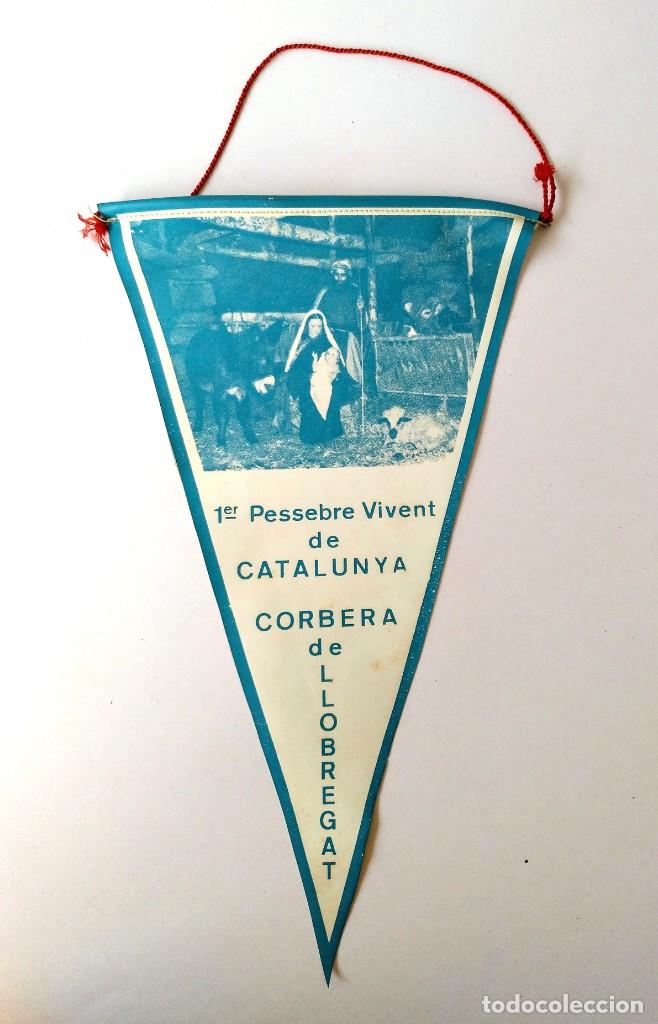 1er Pessebre Vivent
de
CATALUNYA
CORBERA
de
LLOBREGAT
todocoleccion